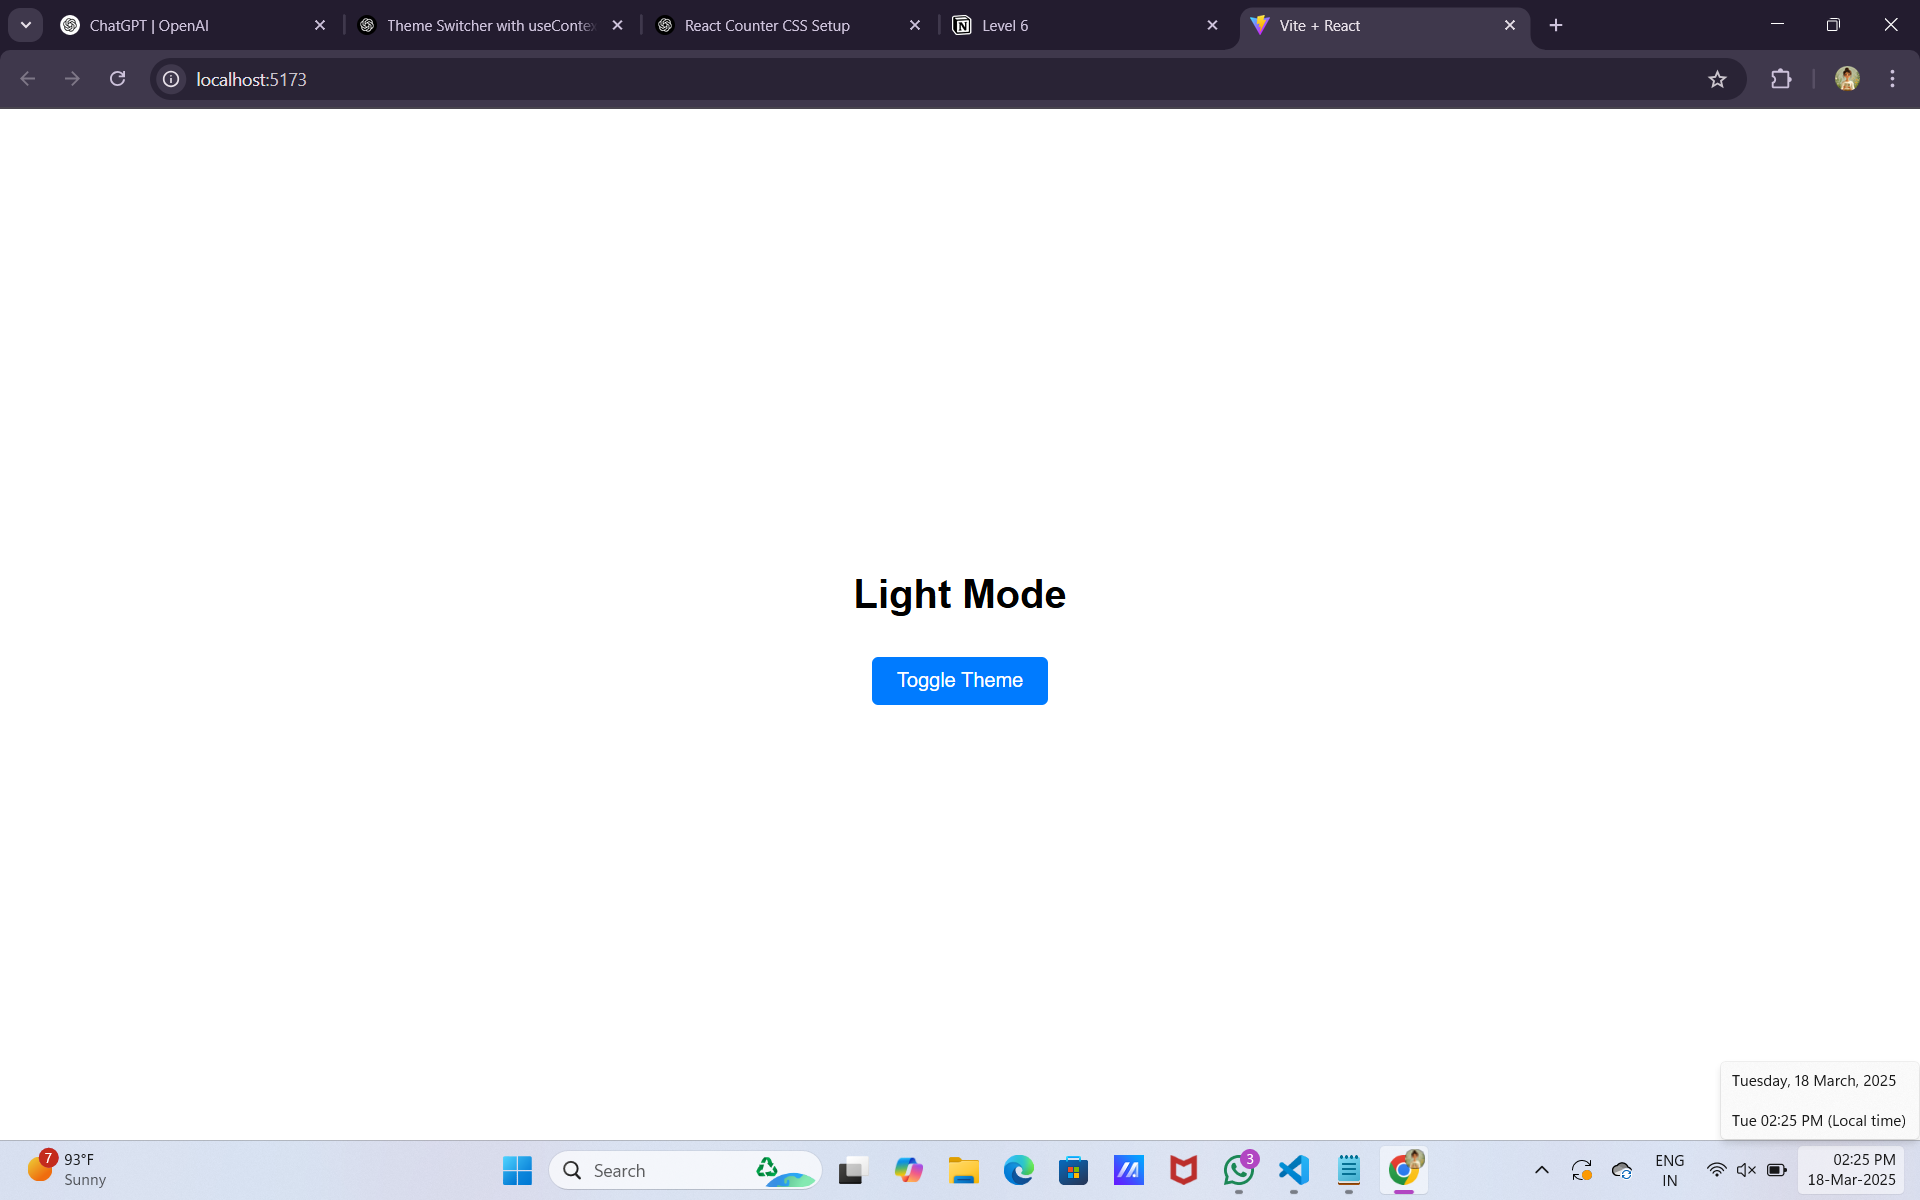 ChatGPT | OpenAI
Theme Switcher with useConte
React Counter CSS Setup
Level 6
Vite + React
localhost:5173
Light Mode
Toggle Theme
Tuesday, 18 March, 2025
Tue 02:25 PM (Local time)
7
93°F
Sunny
Search
3
ENG
IN
02:25 PM
18-Mar-2025